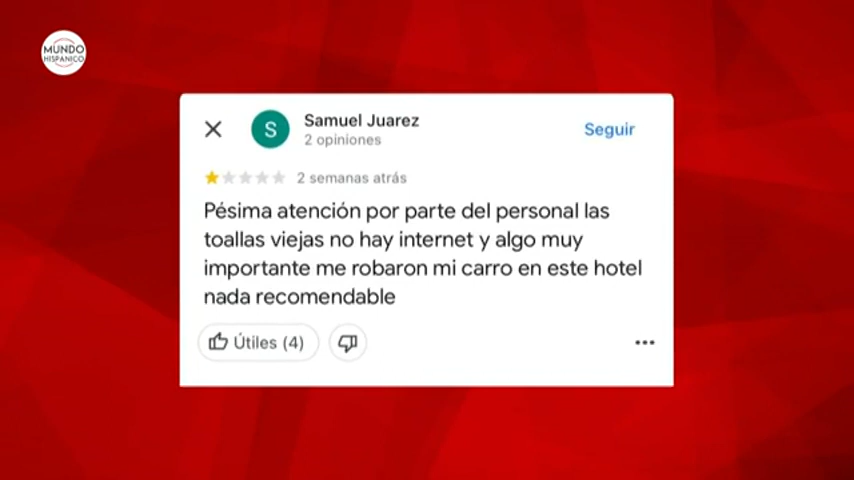 MUNDO
HISPANICO
S
Samuel Juarez
2 opiniones
Seguir
2 semanas atrás
Pésima atención por parte del personal las
toallas viejas no hay internet y algo muy
importante me robaron mi carro en este hotel
nada recomendable
Útiles (4)